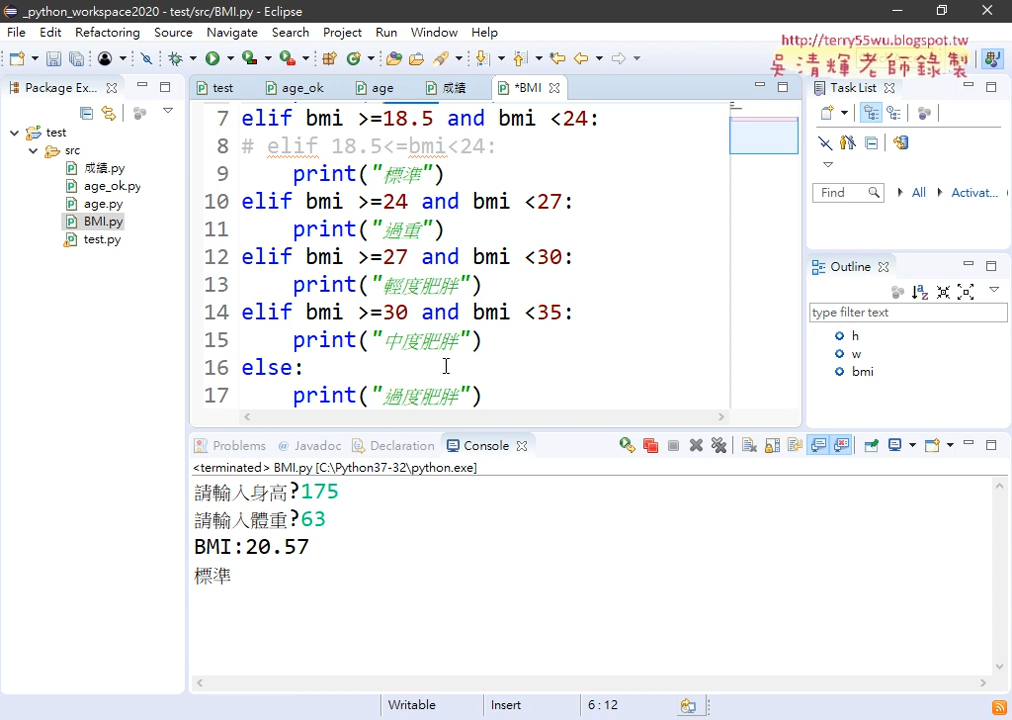 _python_workspace2020 - test/src/BMI.py - Eclipse
File Edit Refactoring Source Navigate Search Project Run Window Help
http://terry55wu.blogspot.tw
吳清輝老師錄製
Package Ex...
test
age_ok
age
成績
*BMI
Task List
test
src
成績.py
age_ok.py
age.py
BMI.py
test.py
7 elif bmi >=18.5 and bmi <24:
8 # elif 18.5<=bmi<24:
9 print("標準")
10 elif bmi >=24 and bmi <27:
11 print("過重")
12 elif bmi >=27 and bmi <30:
13 print("輕度肥胖")
14 elif bmi >=30 and bmi <35:
15 print("中度肥胖")
16 else:
17 print("過度肥胖")
Find All Activat...
Outline
type filter text
h
w
bmi
Problems Javadoc Declaration Console
<terminated> BMI.py [C:\Python37-32\python.exe]
請輸入身高?175
請輸入體重?63
BMI:20.57
標準
Writable Insert 6 : 12